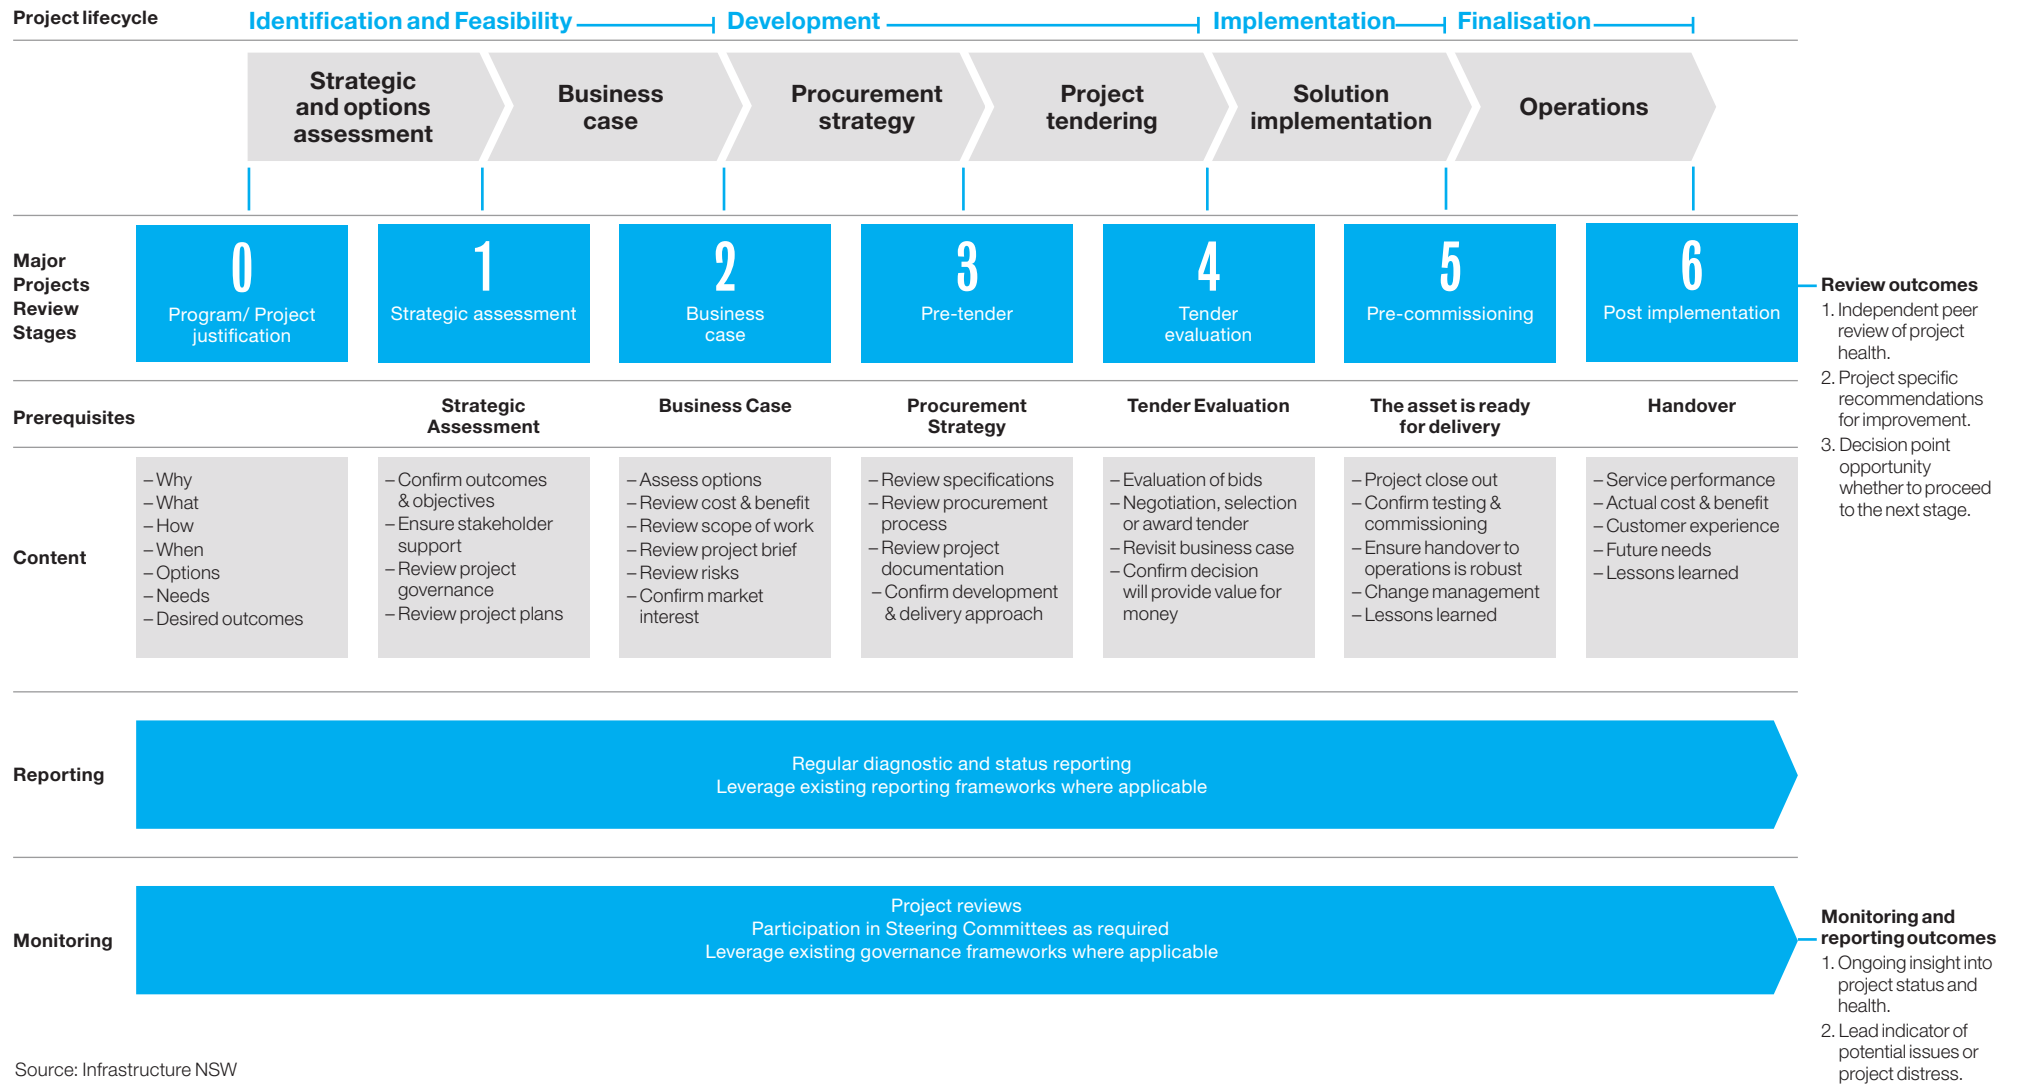 Project lifecycle
Identification and Feasibility
Development
Implementation
Finalisation
Strategic
and options
assessment
Business
case
Procurement
strategy
Project
tendering
Solution
implementation
Operations
Major
Projects
Review
Stages
0
Program/ Project
justification
1
Strategic assessment
2
Business
case
3
Pre-tender
4
Tender
evaluation
5
Pre-commissioning
6
Post implementation
Review outcomes
1. Independent peer
review of project
health.
2. Project specific
recommendations
for improvement.
3. Decision point
opportunity
whether to proceed
to the next stage.
Prerequisites
Strategic
Assessment
Business Case
Procurement
Strategy
Tender Evaluation
The asset is ready
for delivery
Handover
Content
– Why
– What
– How
– When
– Options
– Needs
– Desired outcomes
– Confirm outcomes
& objectives
– Ensure stakeholder
support
– Review project
governance
– Review project plans
– Assess options
– Review cost & benefit
– Review scope of work
– Review project brief
– Review risks
– Confirm market
interest
– Review specifications
– Review procurement
process
– Review project
documentation
– Confirm development
& delivery approach
– Evaluation of bids
– Negotiation, selection
or award tender
– Revisit business case
– Confirm decision
will provide value for
money
– Project close out
– Confirm testing &
commissioning
– Ensure handover to
operations is robust
– Change management
– Lessons learned
– Service performance
– Actual cost & benefit
– Customer experience
– Future needs
– Lessons learned
Reporting
Regular diagnostic and status reporting
Leverage existing reporting frameworks where applicable
Monitoring
Project reviews
Participation in Steering Committees as required
Leverage existing governance frameworks where applicable
Monitoring and
reporting outcomes
1. Ongoing insight into
project status and
health.
2. Lead indicator of
potential issues or
project distress.
Source: Infrastructure NSW